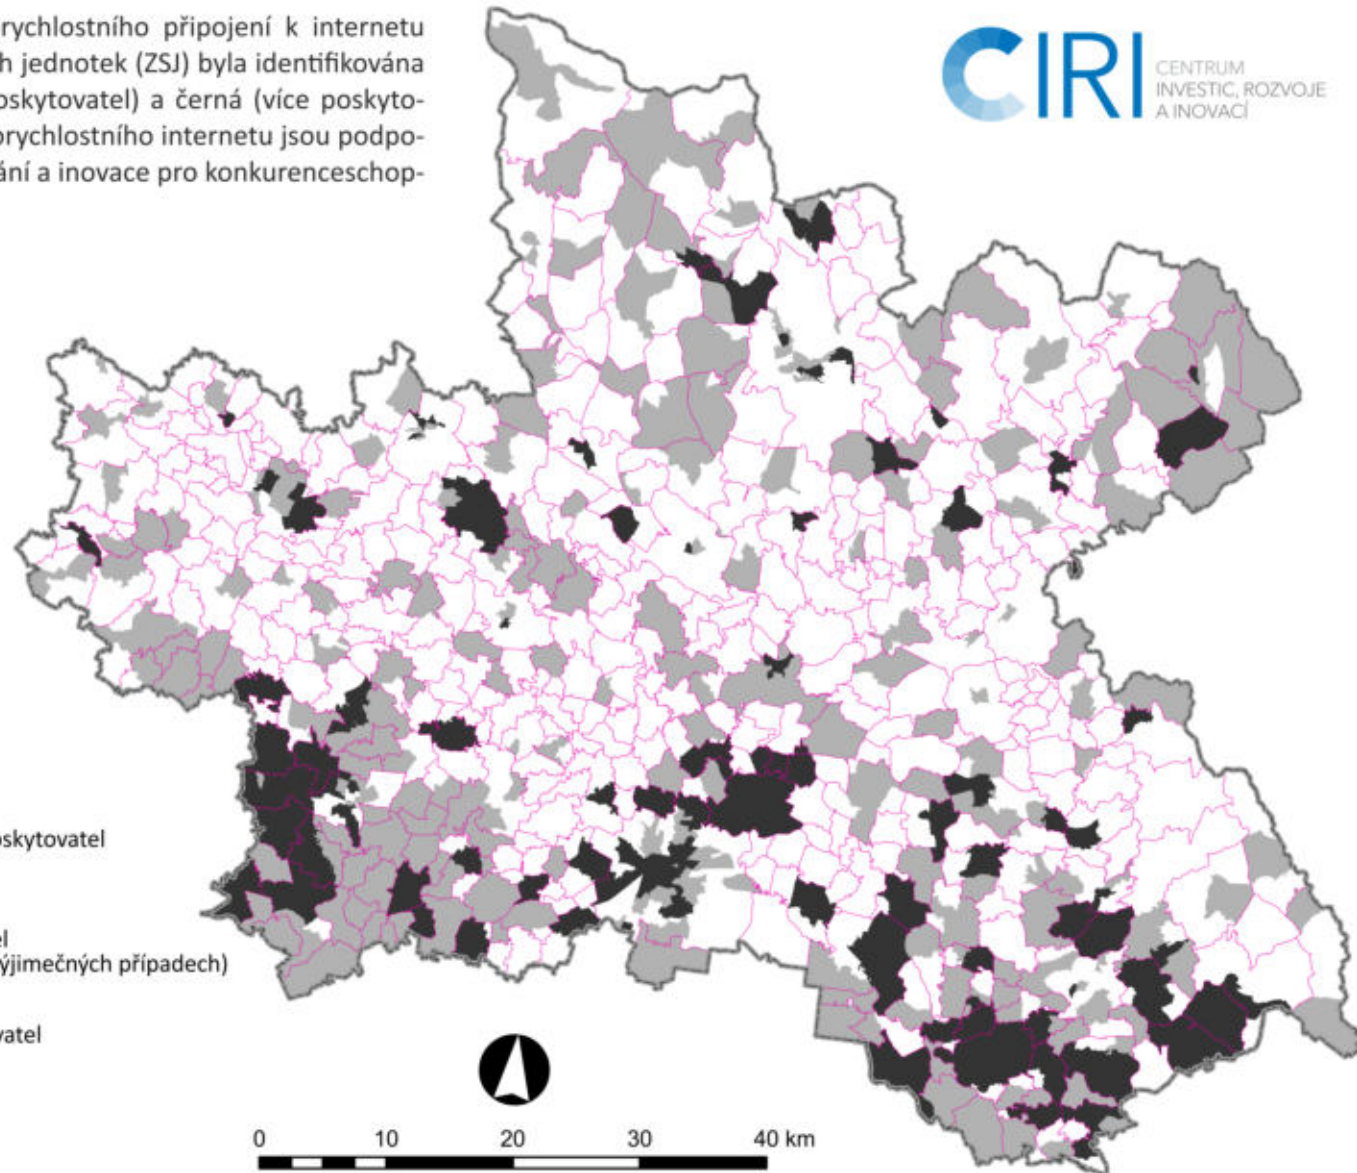 rychlostního připojení k internetu
h jednotek (ZSJ) byla identifikována
oskytovatel) a černá (více poskyto-
orychlostního internetu jsou podpo-
ání a inovace pro konkurenceschop-
CIRI
CENTRUM
INVESTIC, ROZVOJE
A INOVACÍ
oskytovatel
el
ýjimečných případech)
vatel
0 10 20 30 40 km